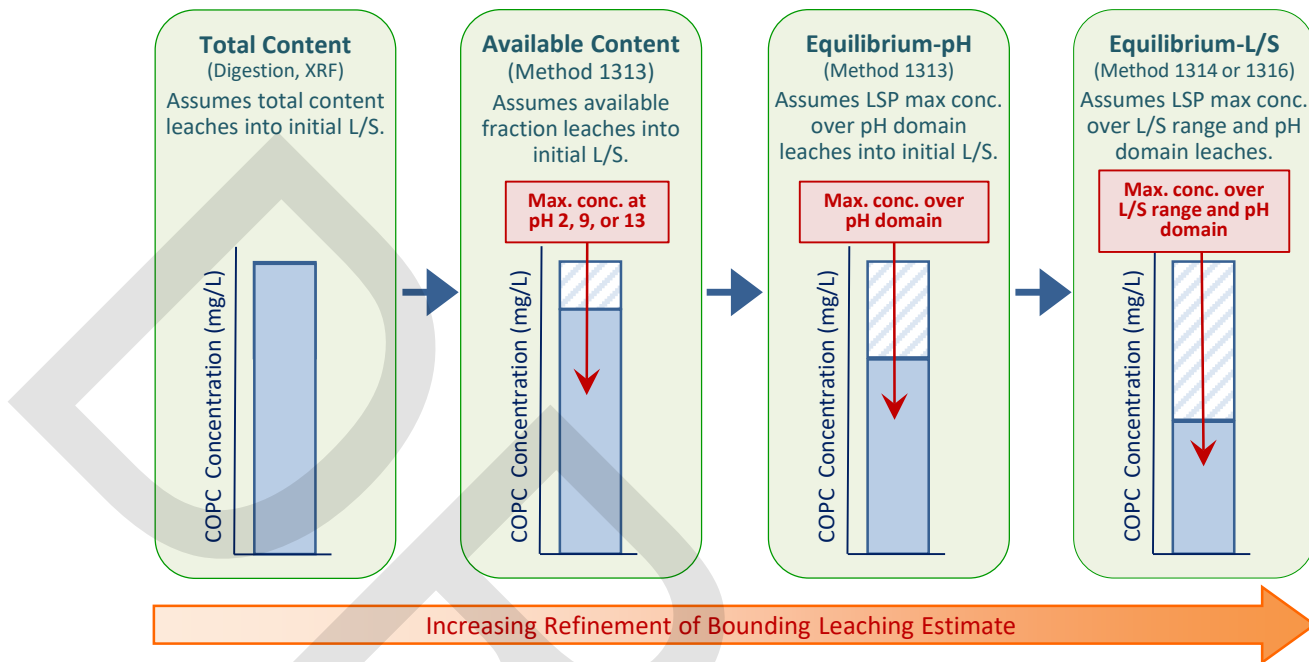 Total Content
(Digestion, XRF)
Assumes total content
leaches into initial L/S.
COPC Concentration (mg/L)
Available Content
(Method 1313)
Assumes available
fraction leaches into
initial L/S.
Max. conc. at
pH 2, 9, or 13
COPC Concentration (mg/L)
Equilibrium-pH
(Method 1313)
Assumes LSP max conc.
over pH domain
leaches into initial L/S.
Max. conc. over
pH domain
COPC Concentration (mg/L)
Equilibrium-L/S
(Method 1314 or 1316)
Assumes LSP max conc.
over L/S range and pH
domain leaches.
Max. conc. over
L/S range and pH
domain
COPC Concentration (mg/L)
Increasing Refinement of Bounding Leaching Estimate